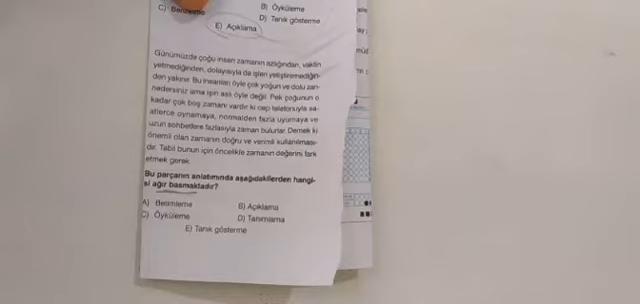 C) Betimleme
B) Öyküleme
D) Tanık gösterme
E) Açıklama
Günümüzde çoğu insan zamanın azlığından, vaktin
yetmediğinden, dolayısıyla da işleri yetiştiremediğin-
den yakınır. Bu insanları öyle çok yoğun ve dolu zan-
nedersiniz ama işin aslı öyle değil. Pek çoğunun o
kadar çok boş zamanı vardır ki cep telefonuyla sa-
atlerce oynamaya, normalden fazla uyumaya ve
uzun sohbetlere fazlasıyla zaman bulurlar. Demek ki
önemli olan zamanın doğru ve verimli kullanılması-
dır. Tabii bunun için öncelikle zamanın değerini fark
etmek gerek.
Bu parçanın anlatımında aşağıdakilerden hangi-
si ağır basmaktadır?
A) Betimleme
B) Açıklama
C) Öyküleme
D) Tanımlama
E) Tanık gösterme